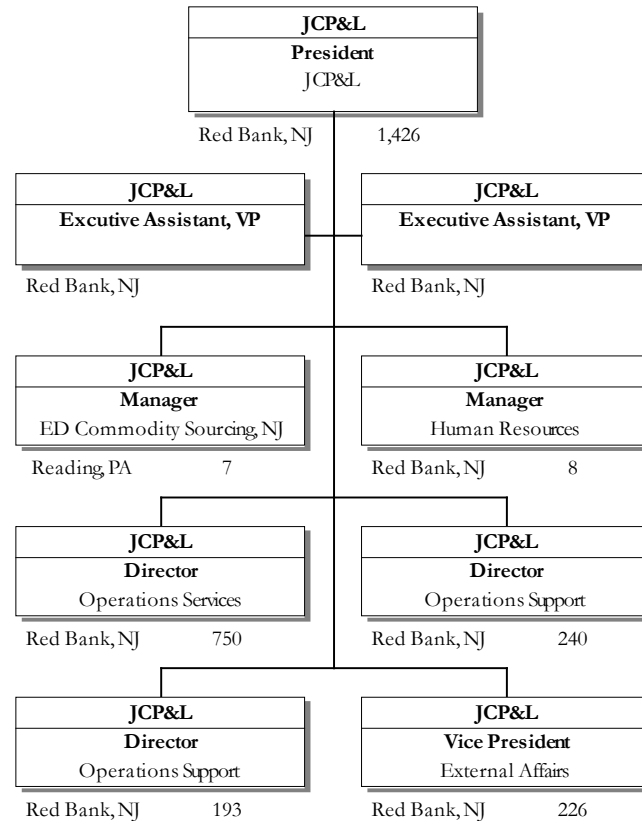 JCP&L
President
JCP&L
Red Bank, NJ 1,426
JCP&L
Excutive Assistant, VP
Red Bank, NJ
JCP&L
Executive Assistant, VP
Red Bank, NJ
JCP&L
Manager
ED Commodity Sourcing, NJ
Reading, PA 7
JCP&L
Manager
Human Resources
Red Bank, NJ 8
JCP&L
Director
Operations Services
Red Bank, NJ 750
JCP&L
Director
Operations Support
Red Bank, NJ 240
JCP&L
Director
Operations Support
Red Bank, NJ 193
JCP&L
Vice President
External Affairs
Red Bank, NJ 226